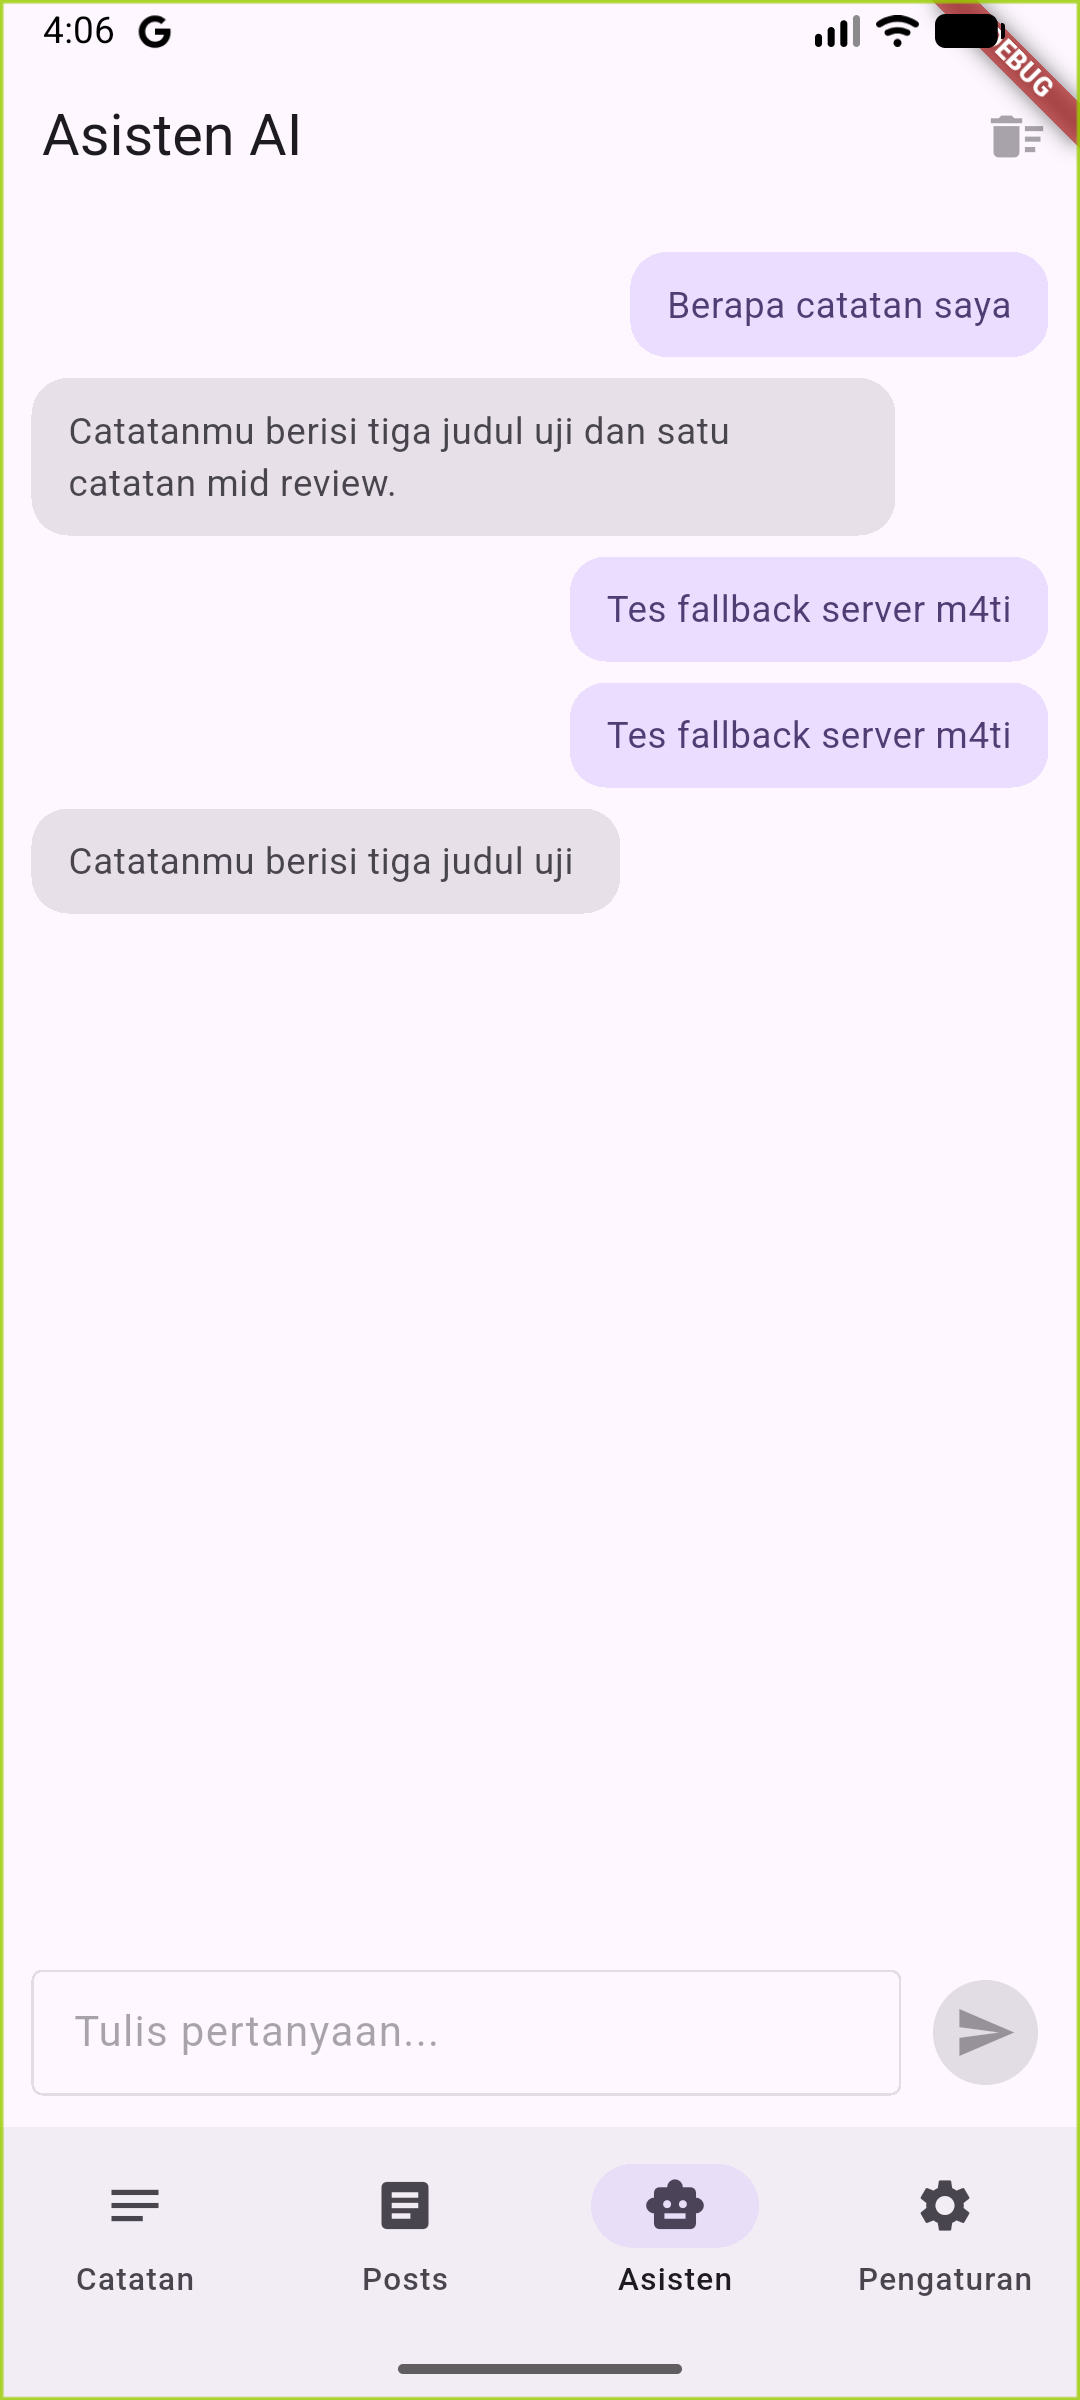 4:06 G
EBUG
Asisten AI
Berapa catatan saya
Catatanmu berisi tiga judul uji dan satu
catatan mid review.
Tes fallback server m4ti
Tes fallback server m4ti
Catatanmu berisi tiga judul uji
Tulis pertanyaan...
Catatan
Posts
Asisten
Pengaturan